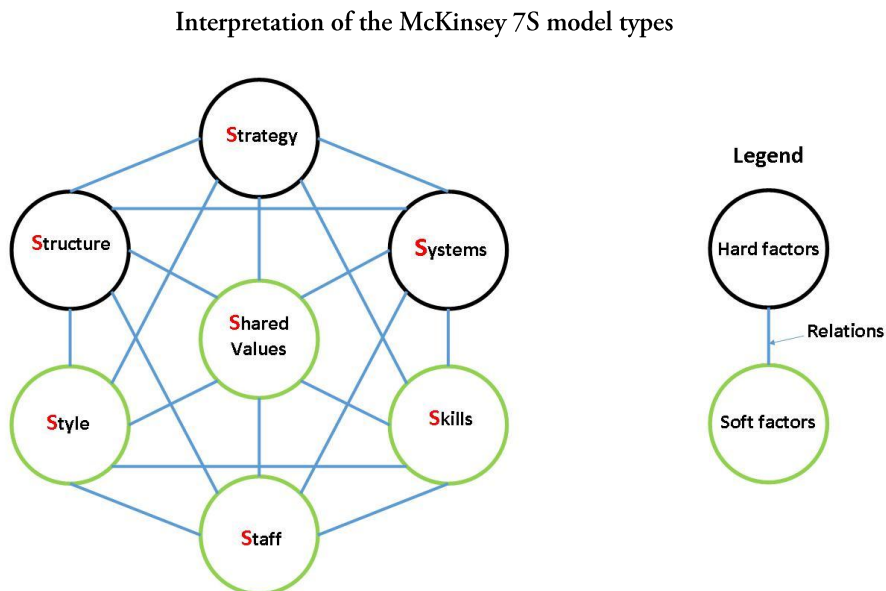 Interpretation of the McKinsey 7S model types
Strategy
Legend
Structure
Systems
Hard factors
Shared
Values
Relations
Style
Skills
Soft factors
Staff